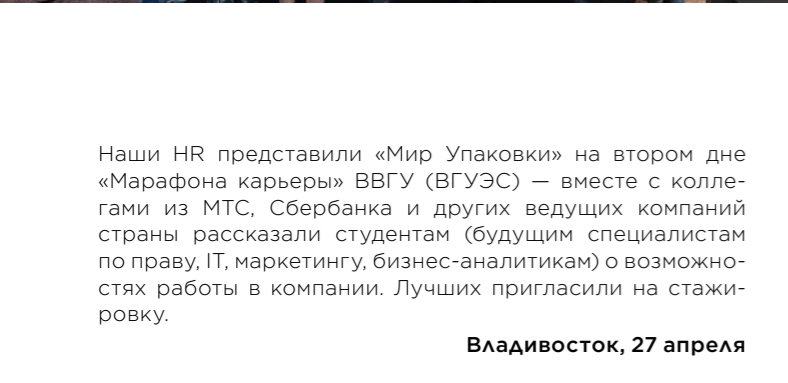 Наши HR представили «Мир Упаковки» на втором дне
«Марафона карьеры» ВВГУ (ВГУЭС) — вместе с колле-
гами из МТС, Сбербанка и других ведущих компаний
страны рассказали студентам (будущим специалистам
по праву, IT, маркетингу, бизнес-аналитикам) о возможно-
стях работы в компании. Лучших пригласили на стажи-
ровку.
Владивосток, 27 апреля